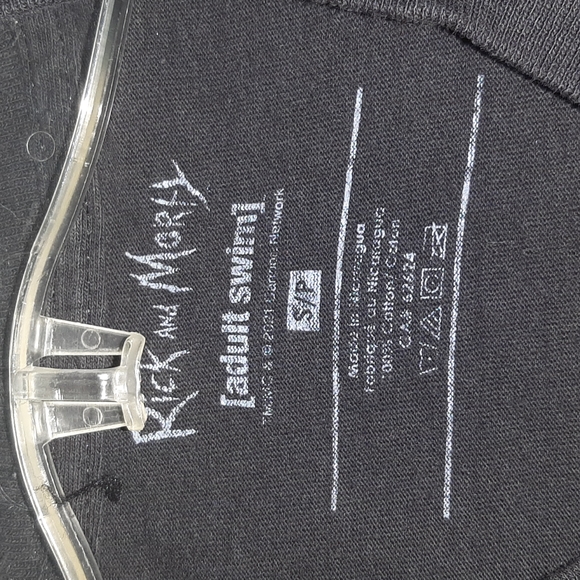 RICK AND MORTY
[adult swim]
TM & © 2021 Cartoon Network
S/P
Made in Nicaragua
Fabriqué au Nicaragua
100% Cotton/Coton
CA# 62624